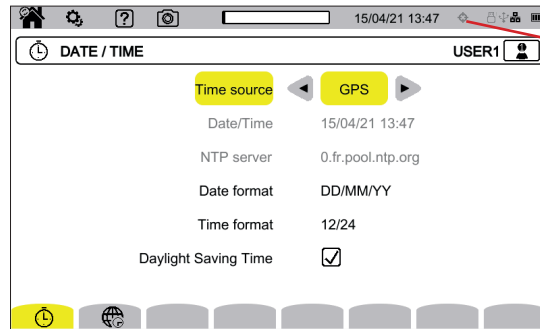 15/04/21 13:47
DATE / TIME USER1
Time source GPS
Date/Time 15/04/21 13:47
NTP server 0.fr.pool.ntp.org
Date format DD/MM/YY
Time format 12/24
Daylight Saving Time